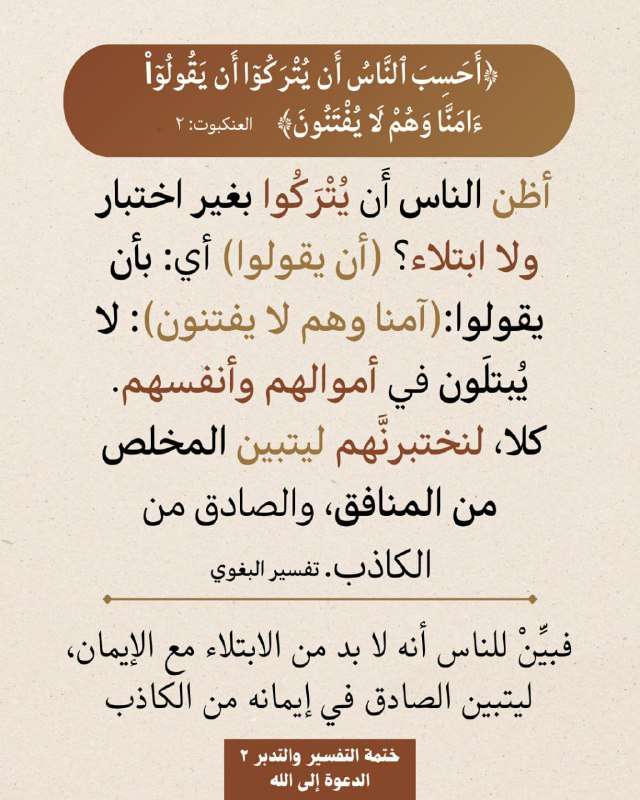 ﴿أَحَسِبَ ٱلنَّاسُ أَن يُتْرَكُوٓا۟ أَن يَقُولُوٓا۟
ءَامَنَّا وَهُمْ لَا يُفْتَنُونَ﴾ العنكبوت: ٢
أظن الناس أَن يُتْرَكُوا بغير اختبار
ولا ابتلاء؟ (أن يقولوا) أي: بأن
يقولوا:(آمنا وهم لا يفتنون): لا
يُبتلَون في أموالهم وأنفسهم.
كلا، لنختبرنَّهم ليتبين المخلص
من المنافق، والصادق من
الكاذب. تفسير البغوي
فبيِّنْ للناس أنه لا بد من الابتلاء مع الإيمان،
ليتبين الصادق في إيمانه من الكاذب
ختمة التفسير والتدبر ٢
الدعوة إلى الله